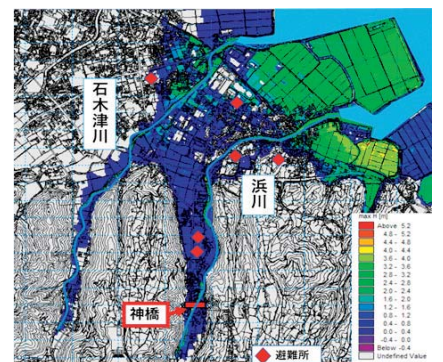 石木津川
浜川
神橋
避難所
max H [m]
Above 5.2
4.8 - 5.2
4.4 - 4.8
4.0 - 4.4
3.6 - 4.0
3.2 - 3.6
2.8 - 3.2
2.4 - 2.8
2.0 - 2.4
1.6 - 2.0
1.2 - 1.6
0.8 - 1.2
0.4 - 0.8
0.0 - 0.4
-0.4 - 0.0
Below -0.4
Undefined Value